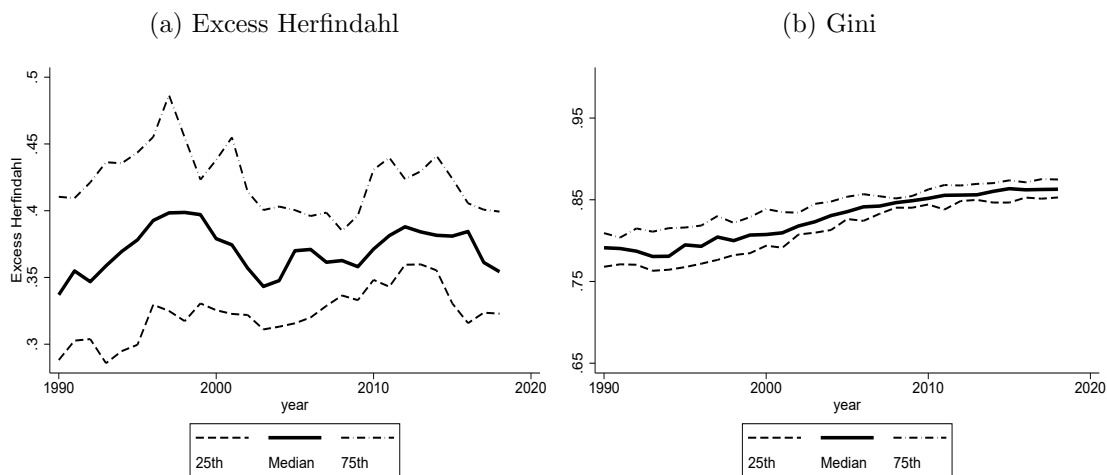 (a) Excess Herfindahl
Excess Herfindahl
.5
.45
.4
.35
.3
1990
2000
2010
2020
year
25th
Median
75th
(b) Gini
.95
.85
.75
.65
1990
2000
2010
2020
year
25th
Median
75th